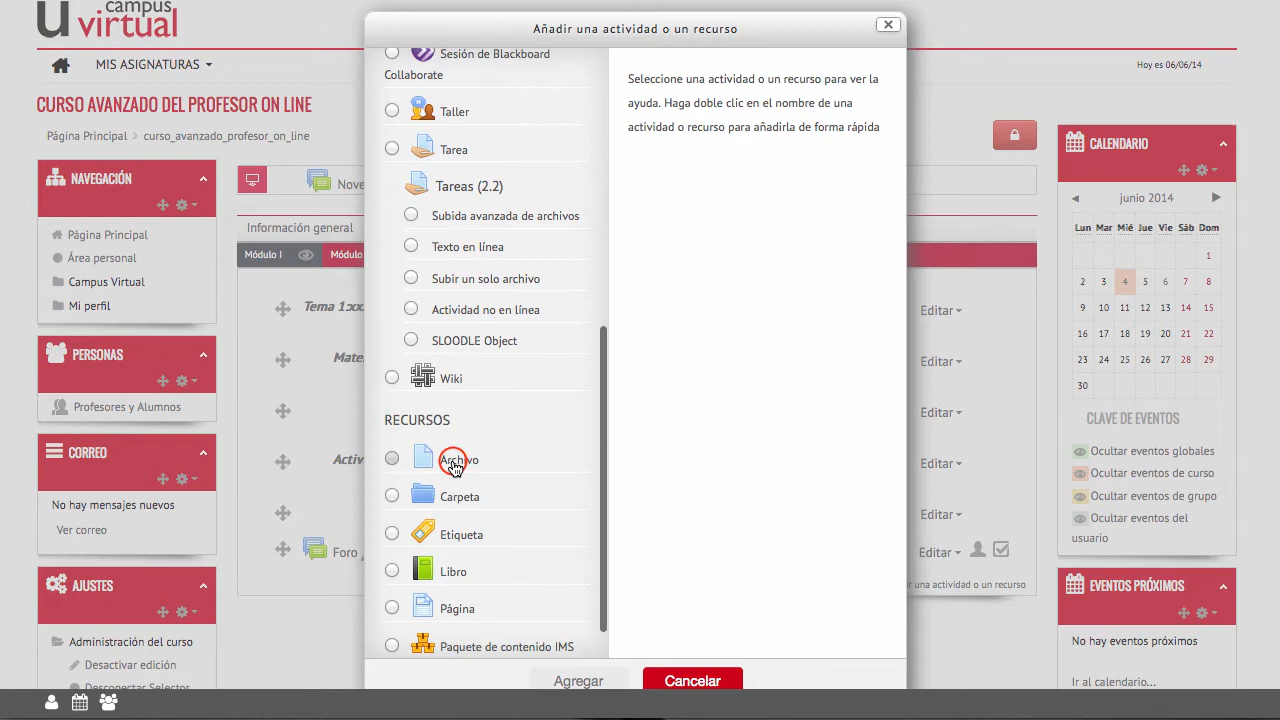 campus
virtual
Añadir una actividad o un recurso
MIS ASIGNATURAS
Hoy es 06/06/14
CURSO AVANZADO DEL PROFESOR ON LINE
Página Principal
curso_avanzado_profesor_on_line
NAVEGACIÓN
Página Principal
Área personal
Campus Virtual
Mi perfil
PERSONAS
Profesores y Alumnos
CORREO
No hay mensajes nuevos
Ver correo
AJUSTES
Administración del curso
Desactivar edición
Desconectar Selector
Nove
Información general
Módulo I
Módulo
Tema 1:xx
Mate
Activ
Foro
Sesión de Blackboard
Collaborate
Taller
Tarea
Tareas (2.2)
Subida avanzada de archivos
Texto en línea
Subir un solo archivo
Actividad no en línea
SLOODLE Object
Wiki
RECURSOS
Archivo
Carpeta
Etiqueta
Libro
Página
Paquete de contenido IMS
Agregar
Cancelar
Seleccione una actividad o un recurso para ver la
ayuda. Haga doble clic en el nombre de una
actividad o recurso para añadirla de forma rápida
Editar
Editar
Editar
Editar
Editar
Editar
ir una actividad o un recurso
CALENDARIO
junio 2014
Lun Mar Mié Jue Vie Sáb Dom
1
2 3 4 5 6 7 8
9 10 11 12 13 14 15
16 17 18 19 20 21 22
23 24 25 26 27 28 29
30
CLAVE DE EVENTOS
Ocultar eventos globales
Ocultar eventos de curso
Ocultar eventos de grupo
Ocultar eventos del
usuario
EVENTOS PRÓXIMOS
No hay eventos próximos
Ir al calendario...